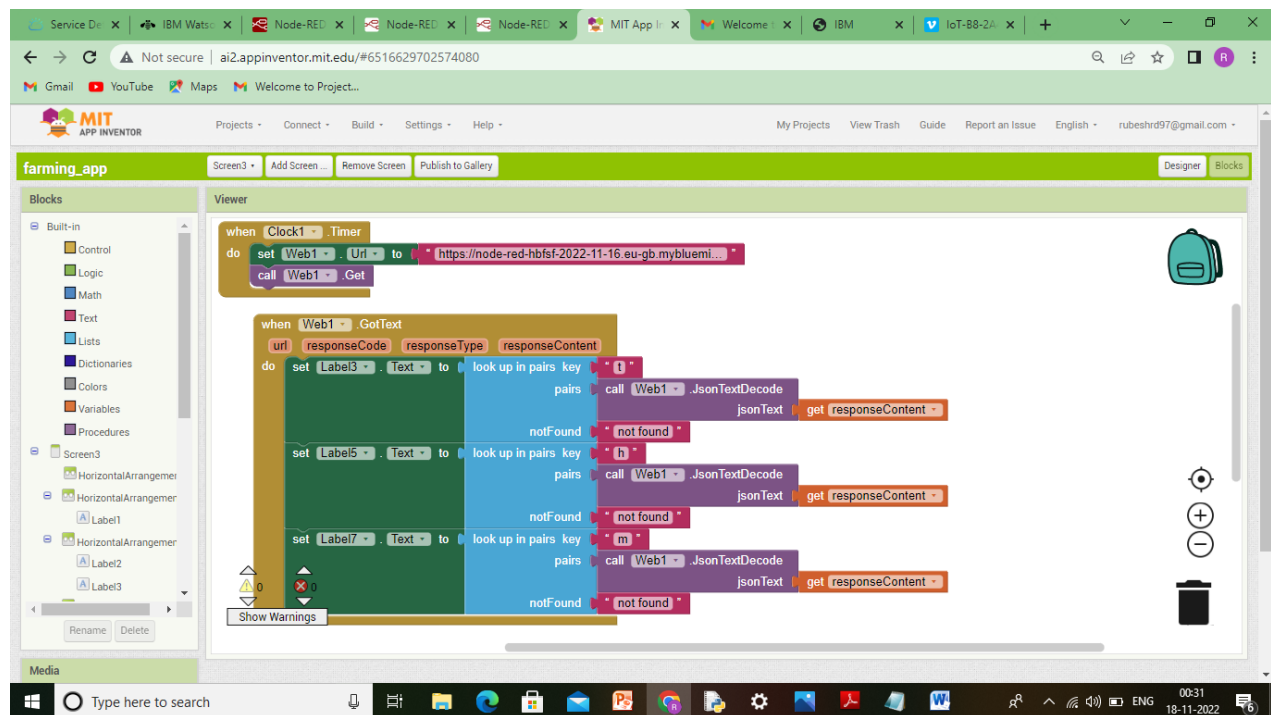 Service De
IBM Wats
Node-RED
Node-RED
Node-RED
MIT App In
Welcome t
IBM
IoT-B8-2A
Not secure
ai2.appinventor.mit.edu/#6516629702574080
Gmail
YouTube
Maps
Welcome to Project...
R
MIT
APP INVENTOR
Projects
Connect
Build
Settings
Help
My Projects
View Trash
Guide
Report an Issue
English
rubeshrd97@gmail.com
farming_app
Screen3
Add Screen ...
Remove Screen
Publish to Gallery
Designer
Blocks
Blocks
Built-in
Control
Logic
Math
Text
Lists
Dictionaries
Colors
Variables
Procedures
Screen3
HorizontalArrangemer
HorizontalArrangemer
Label1
HorizontalArrangemer
Label2
Label3
Rename
Delete
Media
Viewer
when Clock1 .Timer
do set Web1 . Url to " https://node-red-hbfsf-2022-11-16.eu-gb.mybluemi... "
call Web1 .Get
when Web1 .GotText
url responseCode responseType responseContent
do set Label3 . Text to look up in pairs key " t "
pairs call Web1 .JsonTextDecode
jsonText get responseContent
notFound " not found "
set Label5 . Text to look up in pairs key " h "
pairs call Web1 .JsonTextDecode
jsonText get responseContent
notFound " not found "
set Label7 . Text to look up in pairs key " m "
pairs call Web1 .JsonTextDecode
jsonText get responseContent
notFound " not found "
0
0
Show Warnings
Type here to search
ENG
00:31
18-11-2022
6